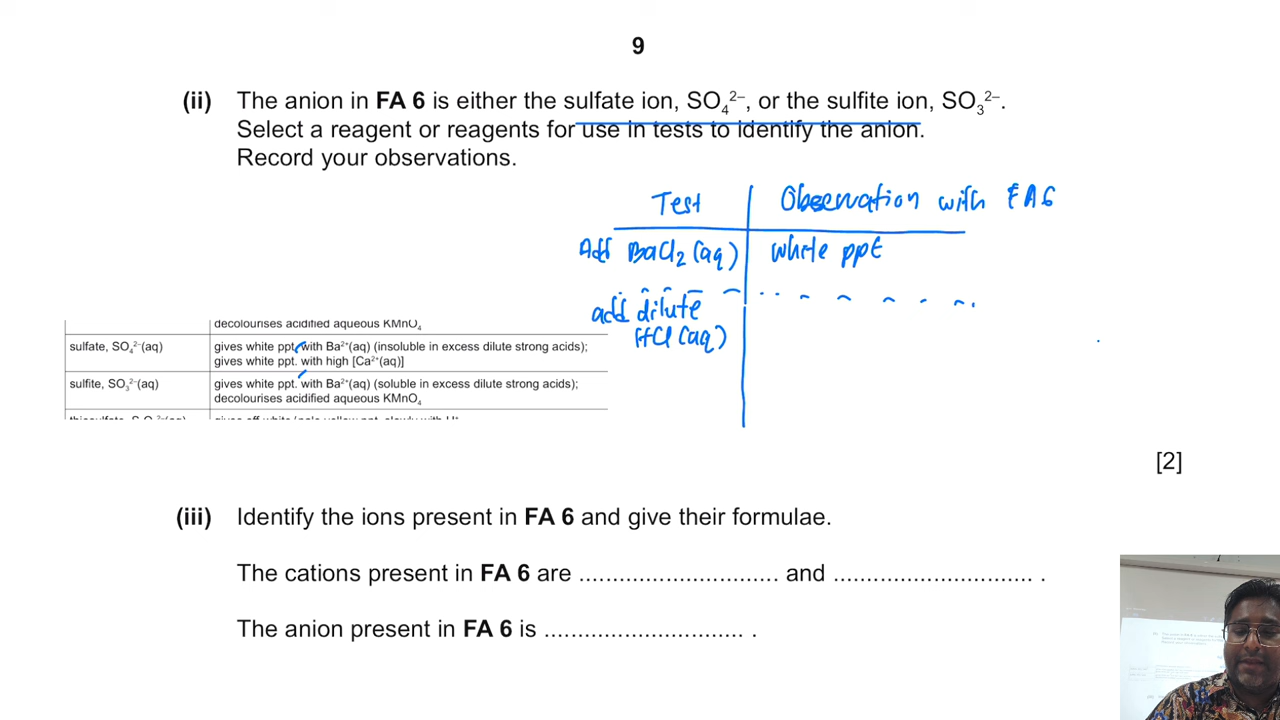 9
(ii) The anion in FA 6 is either the sulfate ion, SO₄²⁻, or the sulfite ion, SO₃²⁻.
Select a reagent or reagents for use in tests to identify the anion.
Record your observations.
Test Observation with FA6
Add BaCl₂(aq) white ppt
add dilute
HCl(aq)
decolourises acidified aqueous KMnO₄
sulfate, SO₄²⁻(aq) gives white ppt. with Ba²⁺(aq) (insoluble in excess dilute strong acids);
gives white ppt. with high [Ca²⁺(aq)]
sulfite, SO₃²⁻(aq) gives white ppt. with Ba²⁺(aq) (soluble in excess dilute strong acids);
decolourises acidified aqueous KMnO₄
[2]
(iii) Identify the ions present in FA 6 and give their formulae.
The cations present in FA 6 are .............................. and .............................. .
The anion present in FA 6 is .............................. .